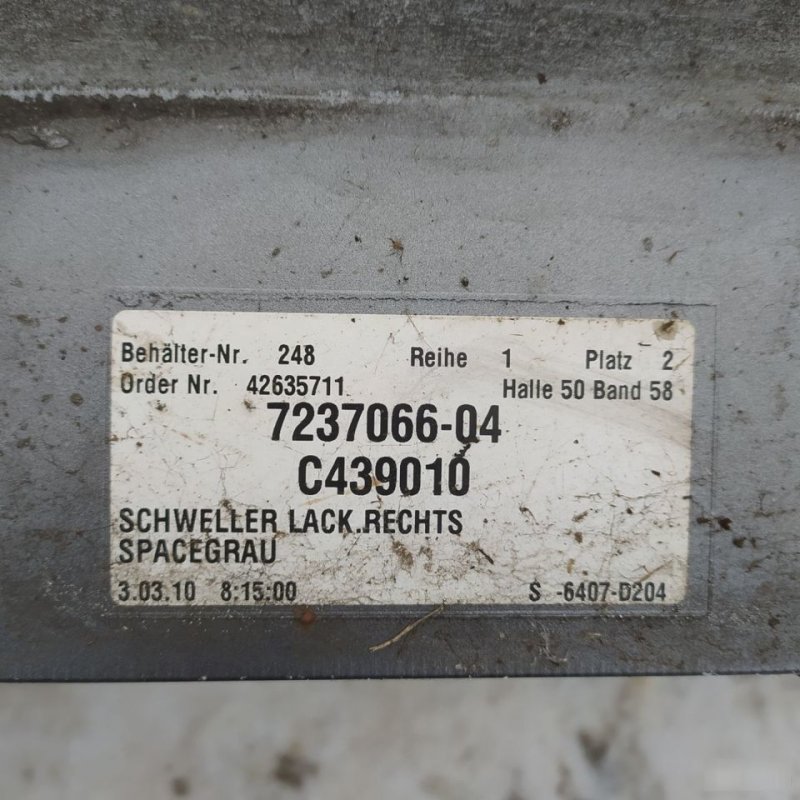 Behälter-Nr. 248 Reihe 1 Platz 2
Order Nr. 42635711 Halle 50 Band 58
7237066-04
C439010
SCHWELLER LACK.RECHTS
SPACEGRAU
3.03.10 8:15:00 S -6407-D204